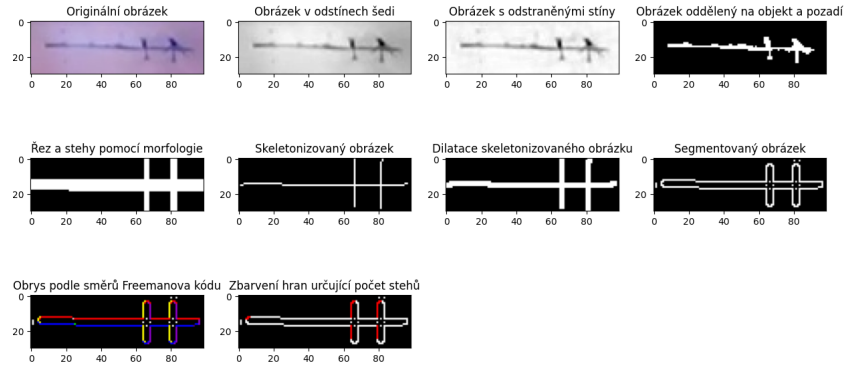 Originální obrázek
Obrázek v odstínech šedi
Obrázek s odstraněnými stíny
Obrázek oddělený na objekt a pozadí
0
20
0 20 40 60 80
0
20
0 20 40 60 80
0
20
0 20 40 60 80
0
20
0 20 40 60 80
Řez a stehy pomocí morfologie
Skeletonizovaný obrázek
Dilatace skeletonizovaného obrázku
Segmentovaný obrázek
0
20
0 20 40 60 80
0
20
0 20 40 60 80
0
20
0 20 40 60 80
0
20
0 20 40 60 80
Obrys podle směrů Freemanova kódu
Zbarvení hran určující počet stehů
0
20
0 20 40 60 80
0
20
0 20 40 60 80